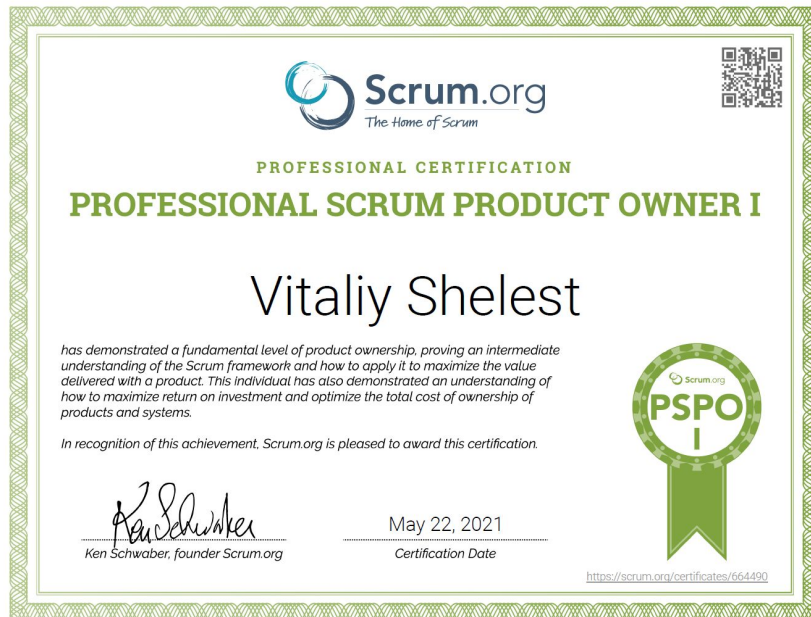 Scrum.org
The Home of Scrum
PROFESSIONAL CERTIFICATION
PROFESSIONAL SCRUM PRODUCT OWNER I
Vitaliy Shelest
has demonstrated a fundamental level of product ownership, proving an intermediate
understanding of the Scrum framework and how to apply it to maximize the value
delivered with a product. This individual has also demonstrated an understanding of
how to maximize return on investment and optimize the total cost of ownership of
products and systems.
In recognition of this achievement, Scrum.org is pleased to award this certification.
Scrum.org
PSPO
I
Ken Schwaber
Ken Schwaber, founder Scrum.org
May 22, 2021
Certification Date
https://scrum.org/certificates/664490